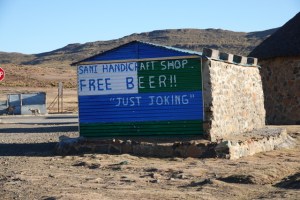 SANI HANDICRAFT SHOP
FREE BEER!!
"JUST JOKING"